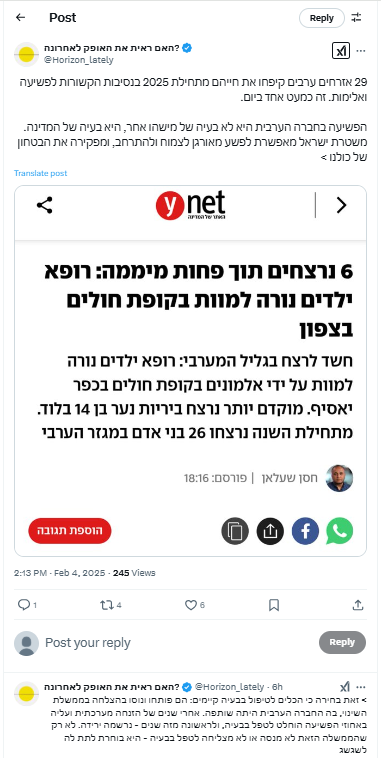 Post
Reply
האם ראית את האופק לאחרונה?
@Horizon_lately
29 אזרחים ערבים קיפחו את חייהם מתחילת 2025 בנסיבות הקשורות לפשיעה
ואלימות. זה כמעט אחד ביום.
הפשיעה בחברה הערבית היא לא בעיה של מישהו אחר, היא בעיה של המדינה.
משטרת ישראל מאפשרת לפשע מאורגן לצמוח ולהתרחב, ומפקירה את הבטחון
של כולנו >
Translate post
ynet
האתר של המדינה
6 נרצחים תוך פחות מיממה: רופא
ילדים נורה למוות בקופת חולים
בצפון
חשד לרצח בגליל המערבי: רופא ילדים נורה
למוות על ידי אלמונים בקופת חולים בכפר
יאסיף. מוקדם יותר נרצח ביריות נער בן 14 בלוד.
מתחילת השנה נרצחו 26 בני אדם במגזר הערבי
חסן שעלאן | פורסם: 18:16
הוספת תגובה
2:13 PM · Feb 4, 2025 · 245 Views
1 4 6
Post your reply
Reply
האם ראית את האופק לאחרונה? @Horizon_lately · 6h
> זאת בחירה כי הכלים לטיפול בבעיה קיימים: הם פותחו ונוסו בהצלחה בממשלת
השינוי, בה החברה הערבית היתה שותפה. אחרי שנים של הזנחה מערכתית ועליה
באחוזי הפשיעה הוחלט לטפל בבעיה, ולראשונה מזה שנים - נרשמה ירידה. לא רק
שהממשלה הזאת לא מנסה או לא מצליחה לטפל בבעיה - היא בוחרת לתת לה
לשגשג